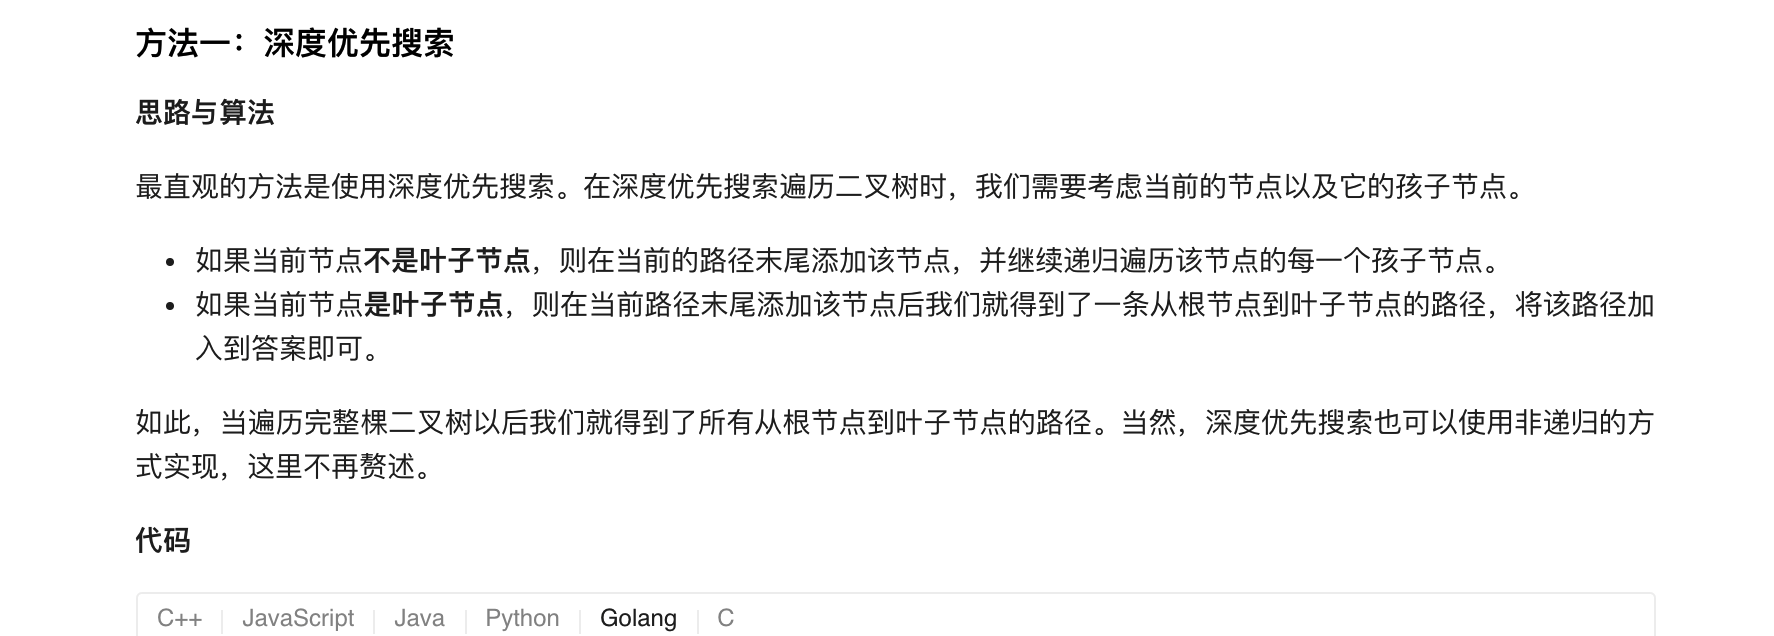 方法一：深度优先搜索
思路与算法
最直观的方法是使用深度优先搜索。在深度优先搜索遍历二叉树时，我们需要考虑当前的节点以及它的孩子节点。
• 如果当前节点不是叶子节点，则在当前的路径末尾添加该节点，并继续递归遍历该节点的每一个孩子节点。
• 如果当前节点是叶子节点，则在当前路径末尾添加该节点后我们就得到了一条从根节点到叶子节点的路径，将该路径加
入到答案即可。
如此，当遍历完整棵二叉树以后我们就得到了所有从根节点到叶子节点的路径。当然，深度优先搜索也可以使用非递归的方
式实现，这里不再赘述。
代码
C++ | JavaScript | Java | Python | Golang | C